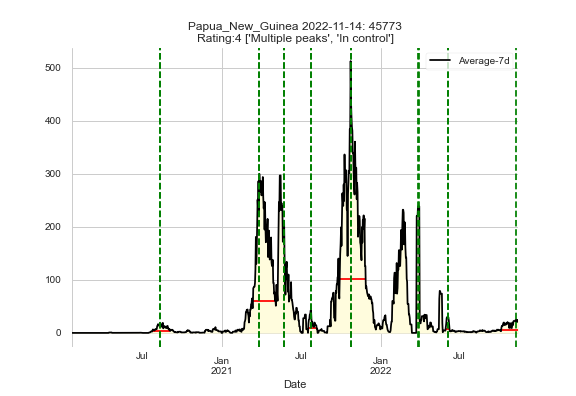 Papua_New_Guinea 2022-11-14: 45773
Rating:4 ['Multiple peaks', 'In control']
Average-7d
500
400
300
200
100
0
Jul
Jan
2021
Jul
Jan
2022
Jul
Date